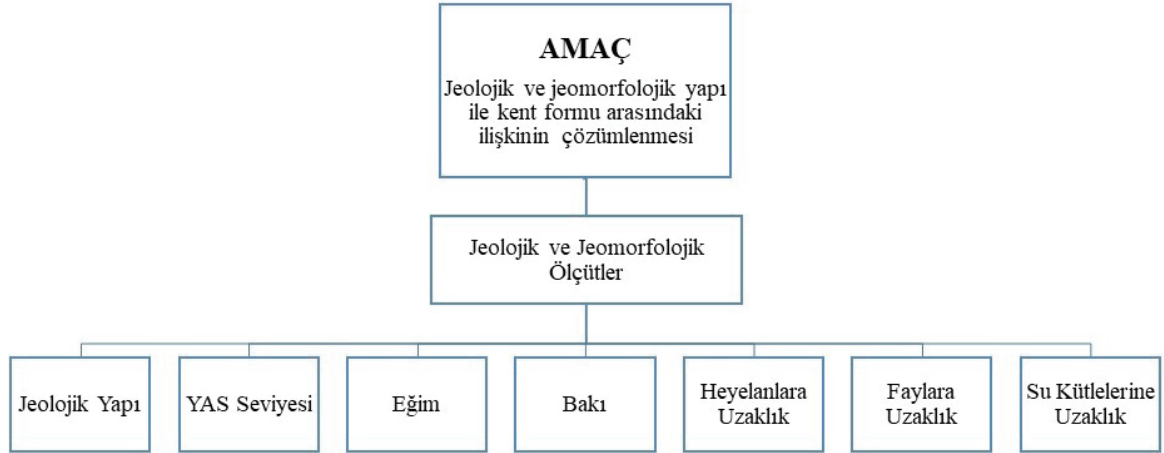 AMAÇ
Jeolojik ve jeomorfolojik yapı
ile kent formu arasındaki
ilişkinin çözümlenmesi
Jeolojik ve Jeomorfolojik
Ölçütler
Jeolojik Yapı
YAS Seviyesi
Eğim
Bakı
Heyelanlara
Uzaklık
Faylara
Uzaklık
Su Kütlelerine
Uzaklık